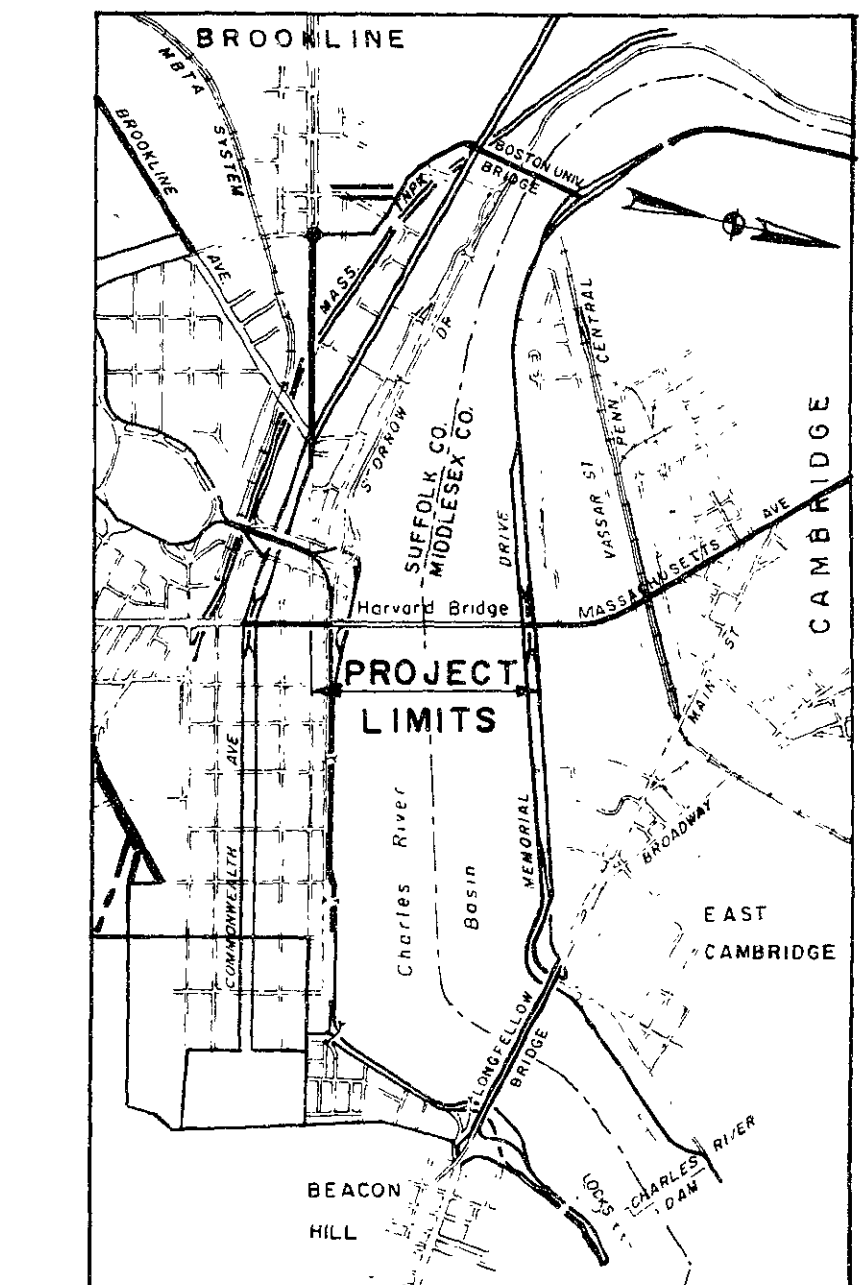 BROOKLINE
MBTA
SYSTEM
BROOKLINE
AVE
BOSTON UNIV.
BRIDGE
MASS.
TNPK
STORROW
DR
SUFFOLK CO.
MIDDLESEX CO.
DRIVE
VASSAR ST
PENN
CENTRAL
CAMBRIDGE
MASSACHUSETTS AVE
Harvard Bridge
PROJECT
LIMITS
MAIN
ST
BROADWAY
COMMONWEALTH
AVE
Charles River
Basin
MEMORIAL
EAST
CAMBRIDGE
LONGFELLOW
BRIDGE
BEACON
HILL
LOCKS
CHARLES RIVER
DAM